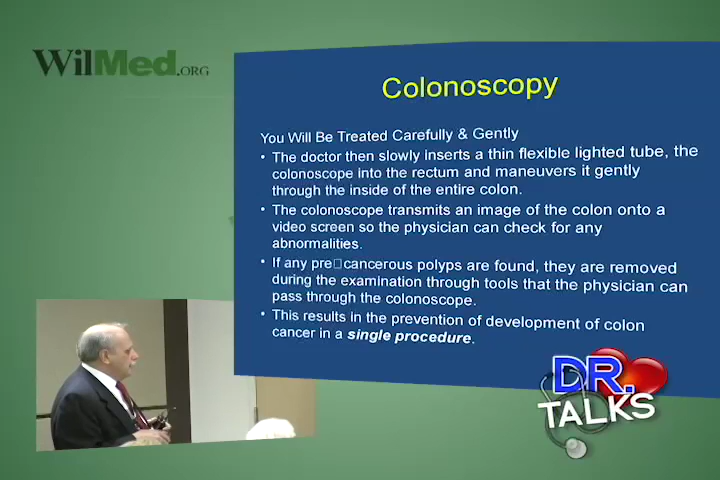 WilMed.ORG
Colonoscopy
You Will Be Treated Carefully & Gently
• The doctor then slowly inserts a thin flexible lighted tube, the
colonoscope into the rectum and maneuvers it gently
through the inside of the entire colon.
• The colonoscope transmits an image of the colon onto a
video screen so the physician can check for any
abnormalities.
• If any pre□cancerous polyps are found, they are removed
during the examination through tools that the physician can
pass through the colonoscope.
• This results in the prevention of development of colon
cancer in a single procedure.
DR.
TALKS